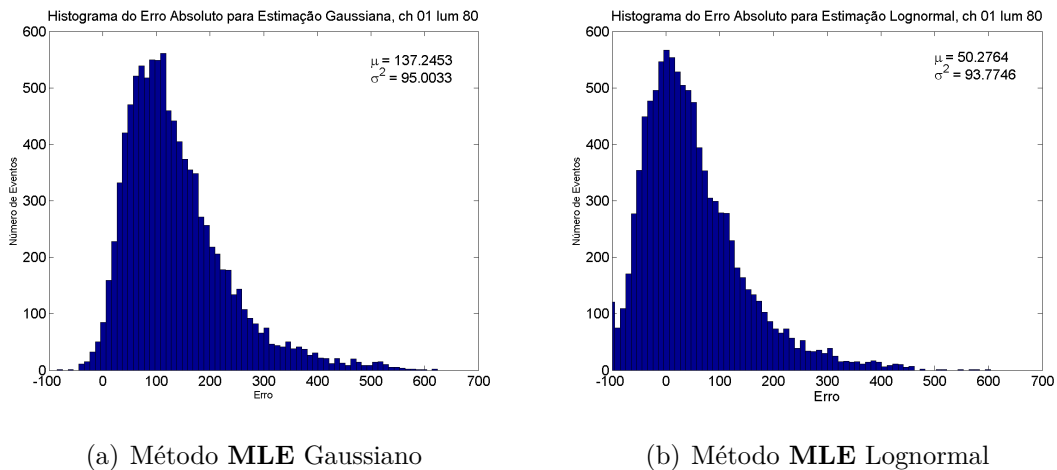 Histograma do Erro Absoluto para Estimação Gaussiana, ch 01 lum 80
600
500
400
300
200
100
0
Número de Eventos
μ = 137.2453
σ² = 95.0033
-100 0 100 200 300 400 500 600 700
Erro
(a) Método MLE Gaussiano
Histograma do Erro Absoluto para Estimação Lognormal, ch 01 lum 80
600
500
400
300
200
100
0
Número de Eventos
μ = 50.2764
σ² = 93.7746
-100 0 100 200 300 400 500 600 700
Erro
(b) Método MLE Lognormal